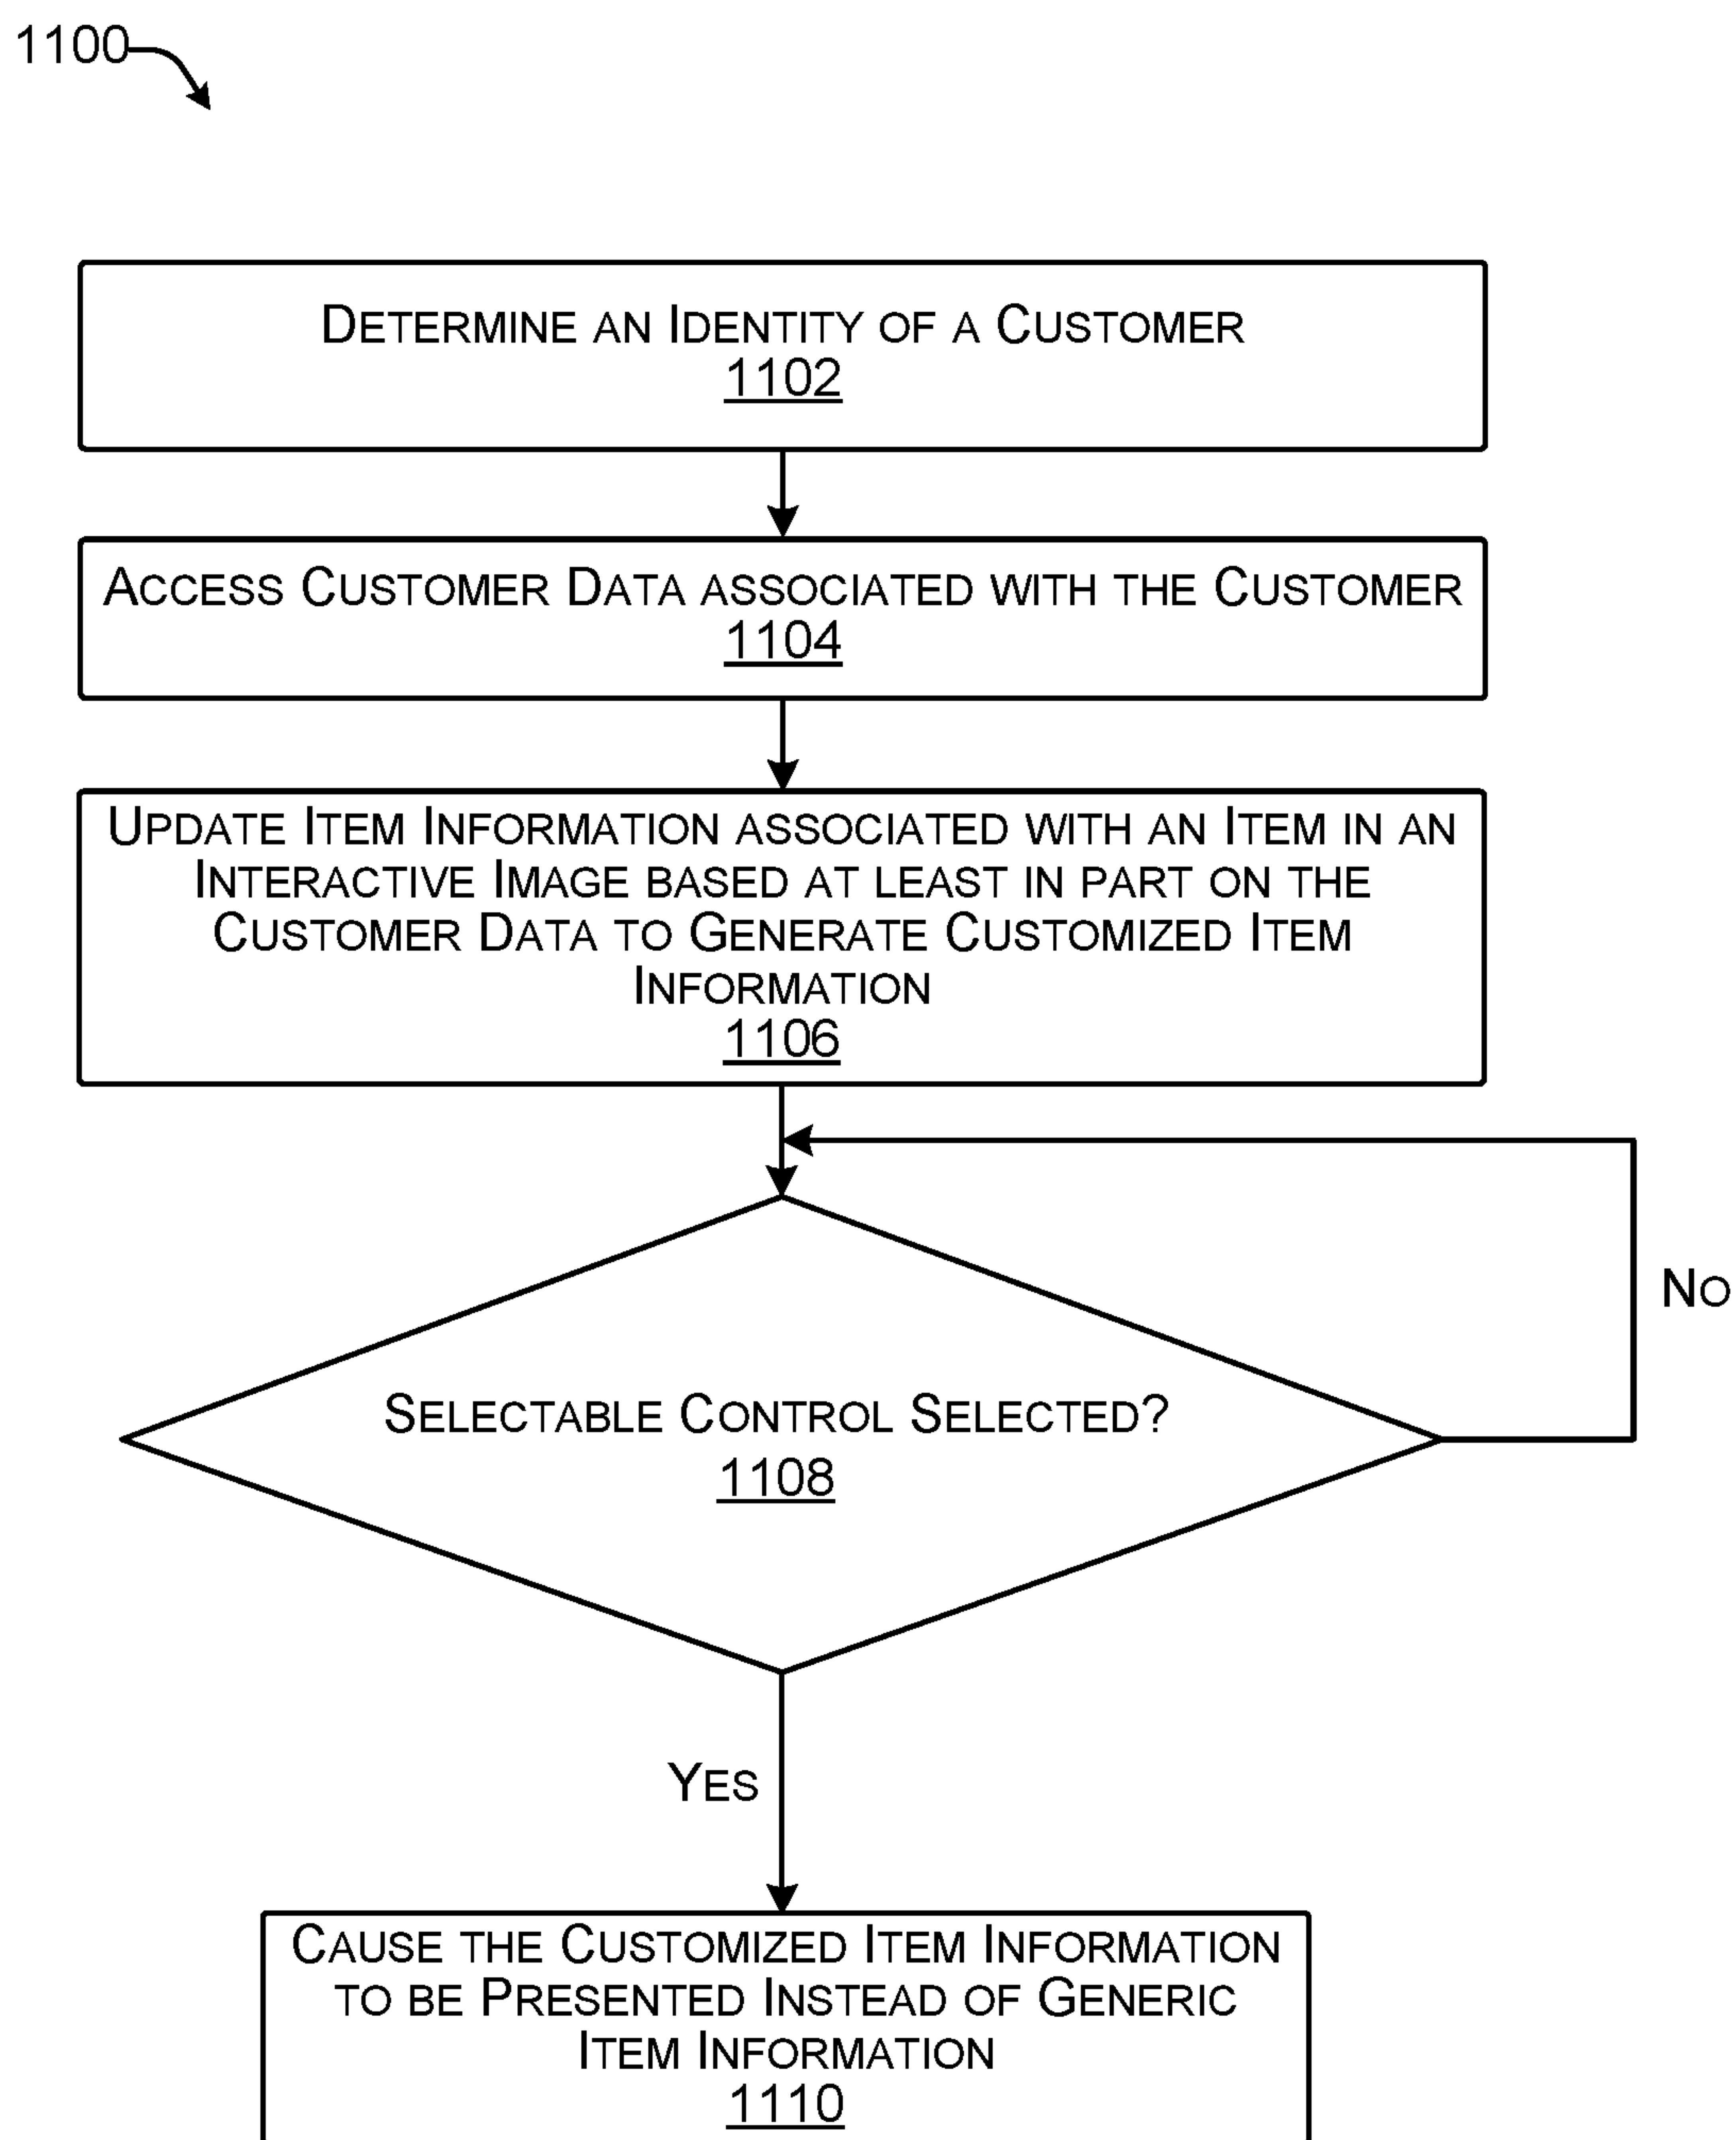 1100
DETERMINE AN IDENTITY OF A CUSTOMER
1102
ACCESS CUSTOMER DATA ASSOCIATED WITH THE CUSTOMER
1104
UPDATE ITEM INFORMATION ASSOCIATED WITH AN ITEM IN AN
INTERACTIVE IMAGE BASED AT LEAST IN PART ON THE
CUSTOMER DATA TO GENERATE CUSTOMIZED ITEM
INFORMATION
1106
NO
SELECTABLE CONTROL SELECTED?
1108
YES
CAUSE THE CUSTOMIZED ITEM INFORMATION
TO BE PRESENTED INSTEAD OF GENERIC
ITEM INFORMATION
1110